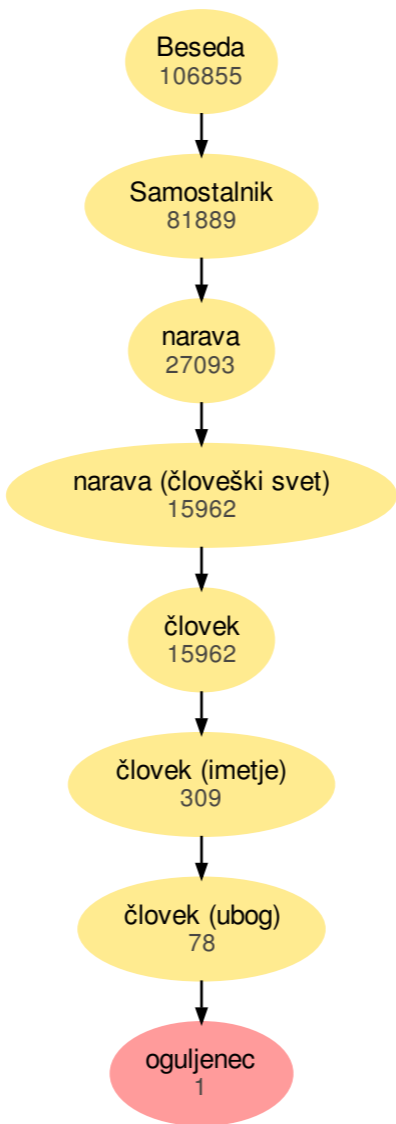 Beseda
106855
Samostalnik
81889
narava
27093
narava (človeški svet)
15962
človek
15962
človek (imetje)
309
človek (ubog)
78
oguljenec
1